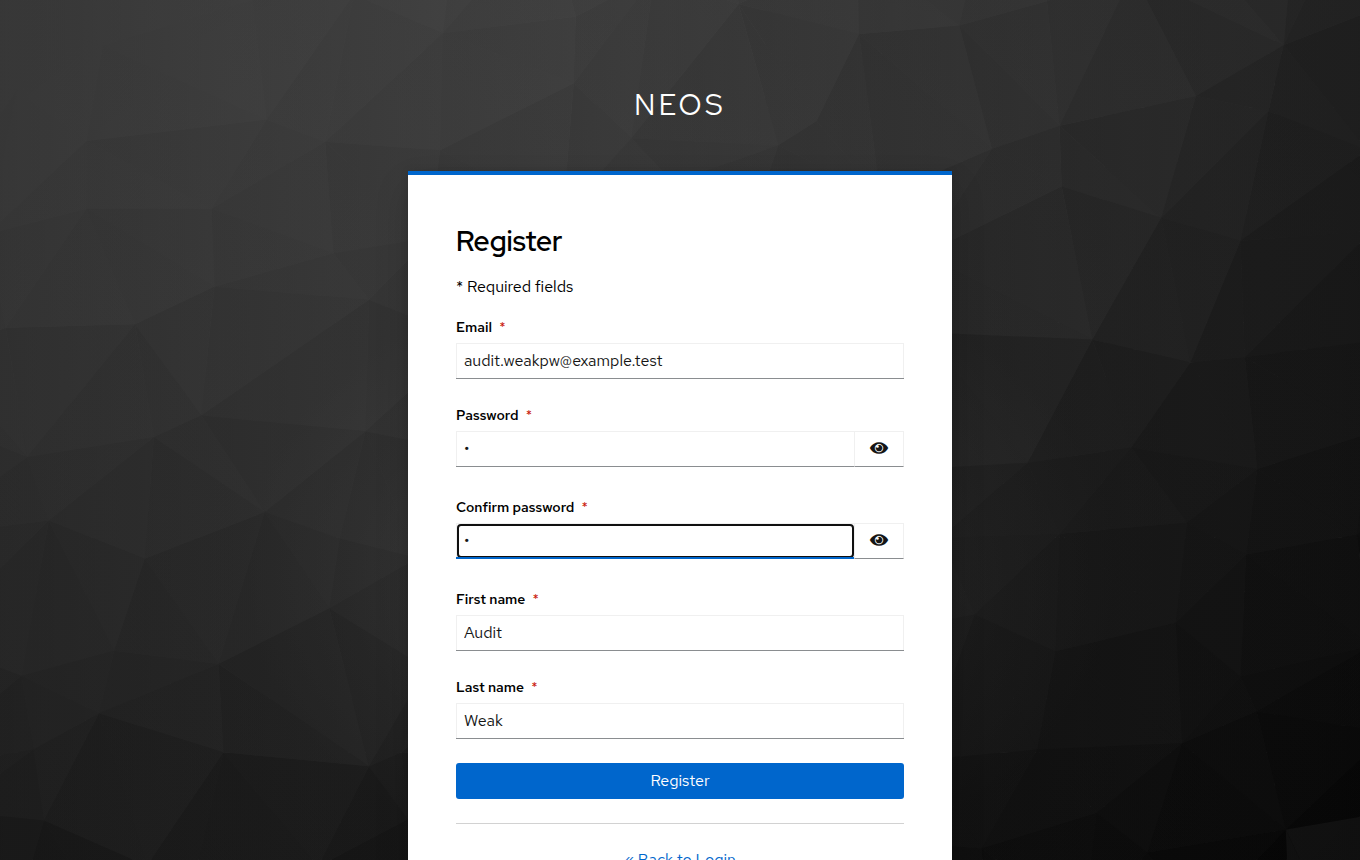 NEOS
Register
* Required fields
Email *
audit.weakpw@example.test
Password *
•
Confirm password *
•
First name *
Audit
Last name *
Weak
Register
« Back to Login